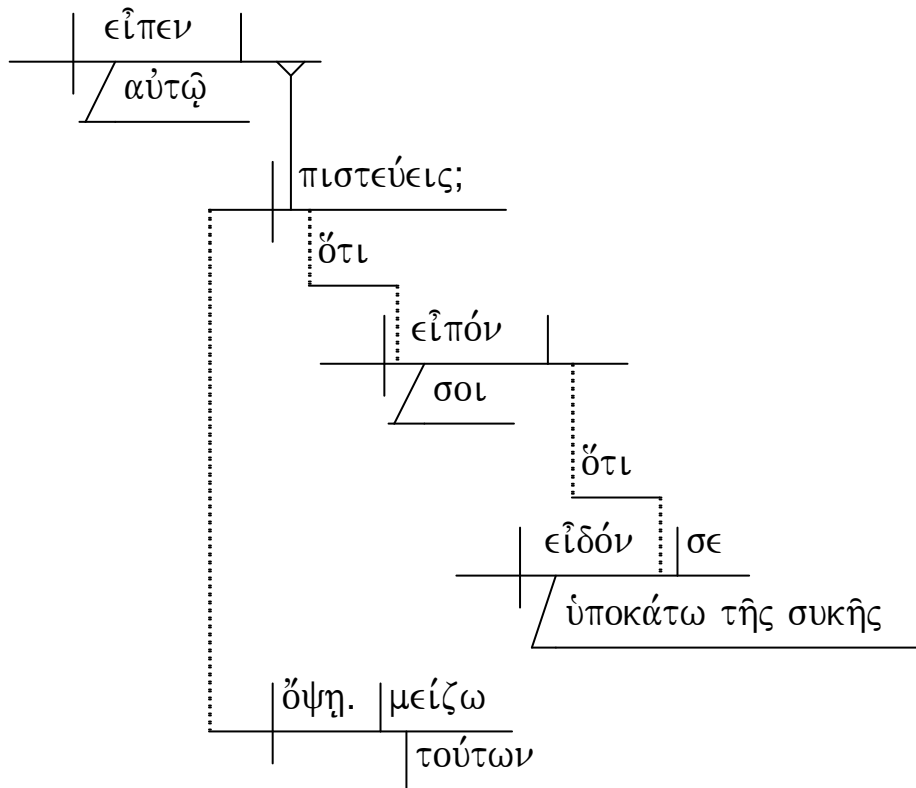 εἶπεν
αὐτῷ
πιστεύεις;
ὅτι
εἶπόν
σοι
ὅτι
εἶδόν σε
ὑποκάτω τῆς συκῆς
ὄψῃ. μείζω
τούτων